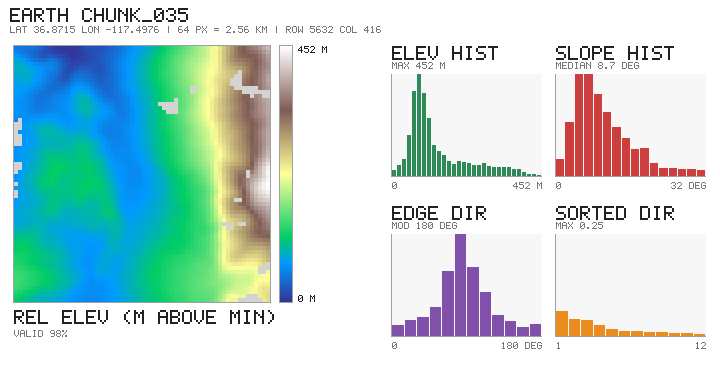 EARTH CHUNK_035
LAT 36.8715 LON -117.4976 | 64 PX = 2.56 KM | ROW 5632 COL 416
452 M
0 M
REL ELEV (M ABOVE MIN)
VALID 98%
ELEV HIST
MAX 452 M
0 452 M
SLOPE HIST
MEDIAN 8.7 DEG
0 32 DEG
EDGE DIR
MOD 180 DEG
0 180 DEG
SORTED DIR
MAX 0.25
1 12